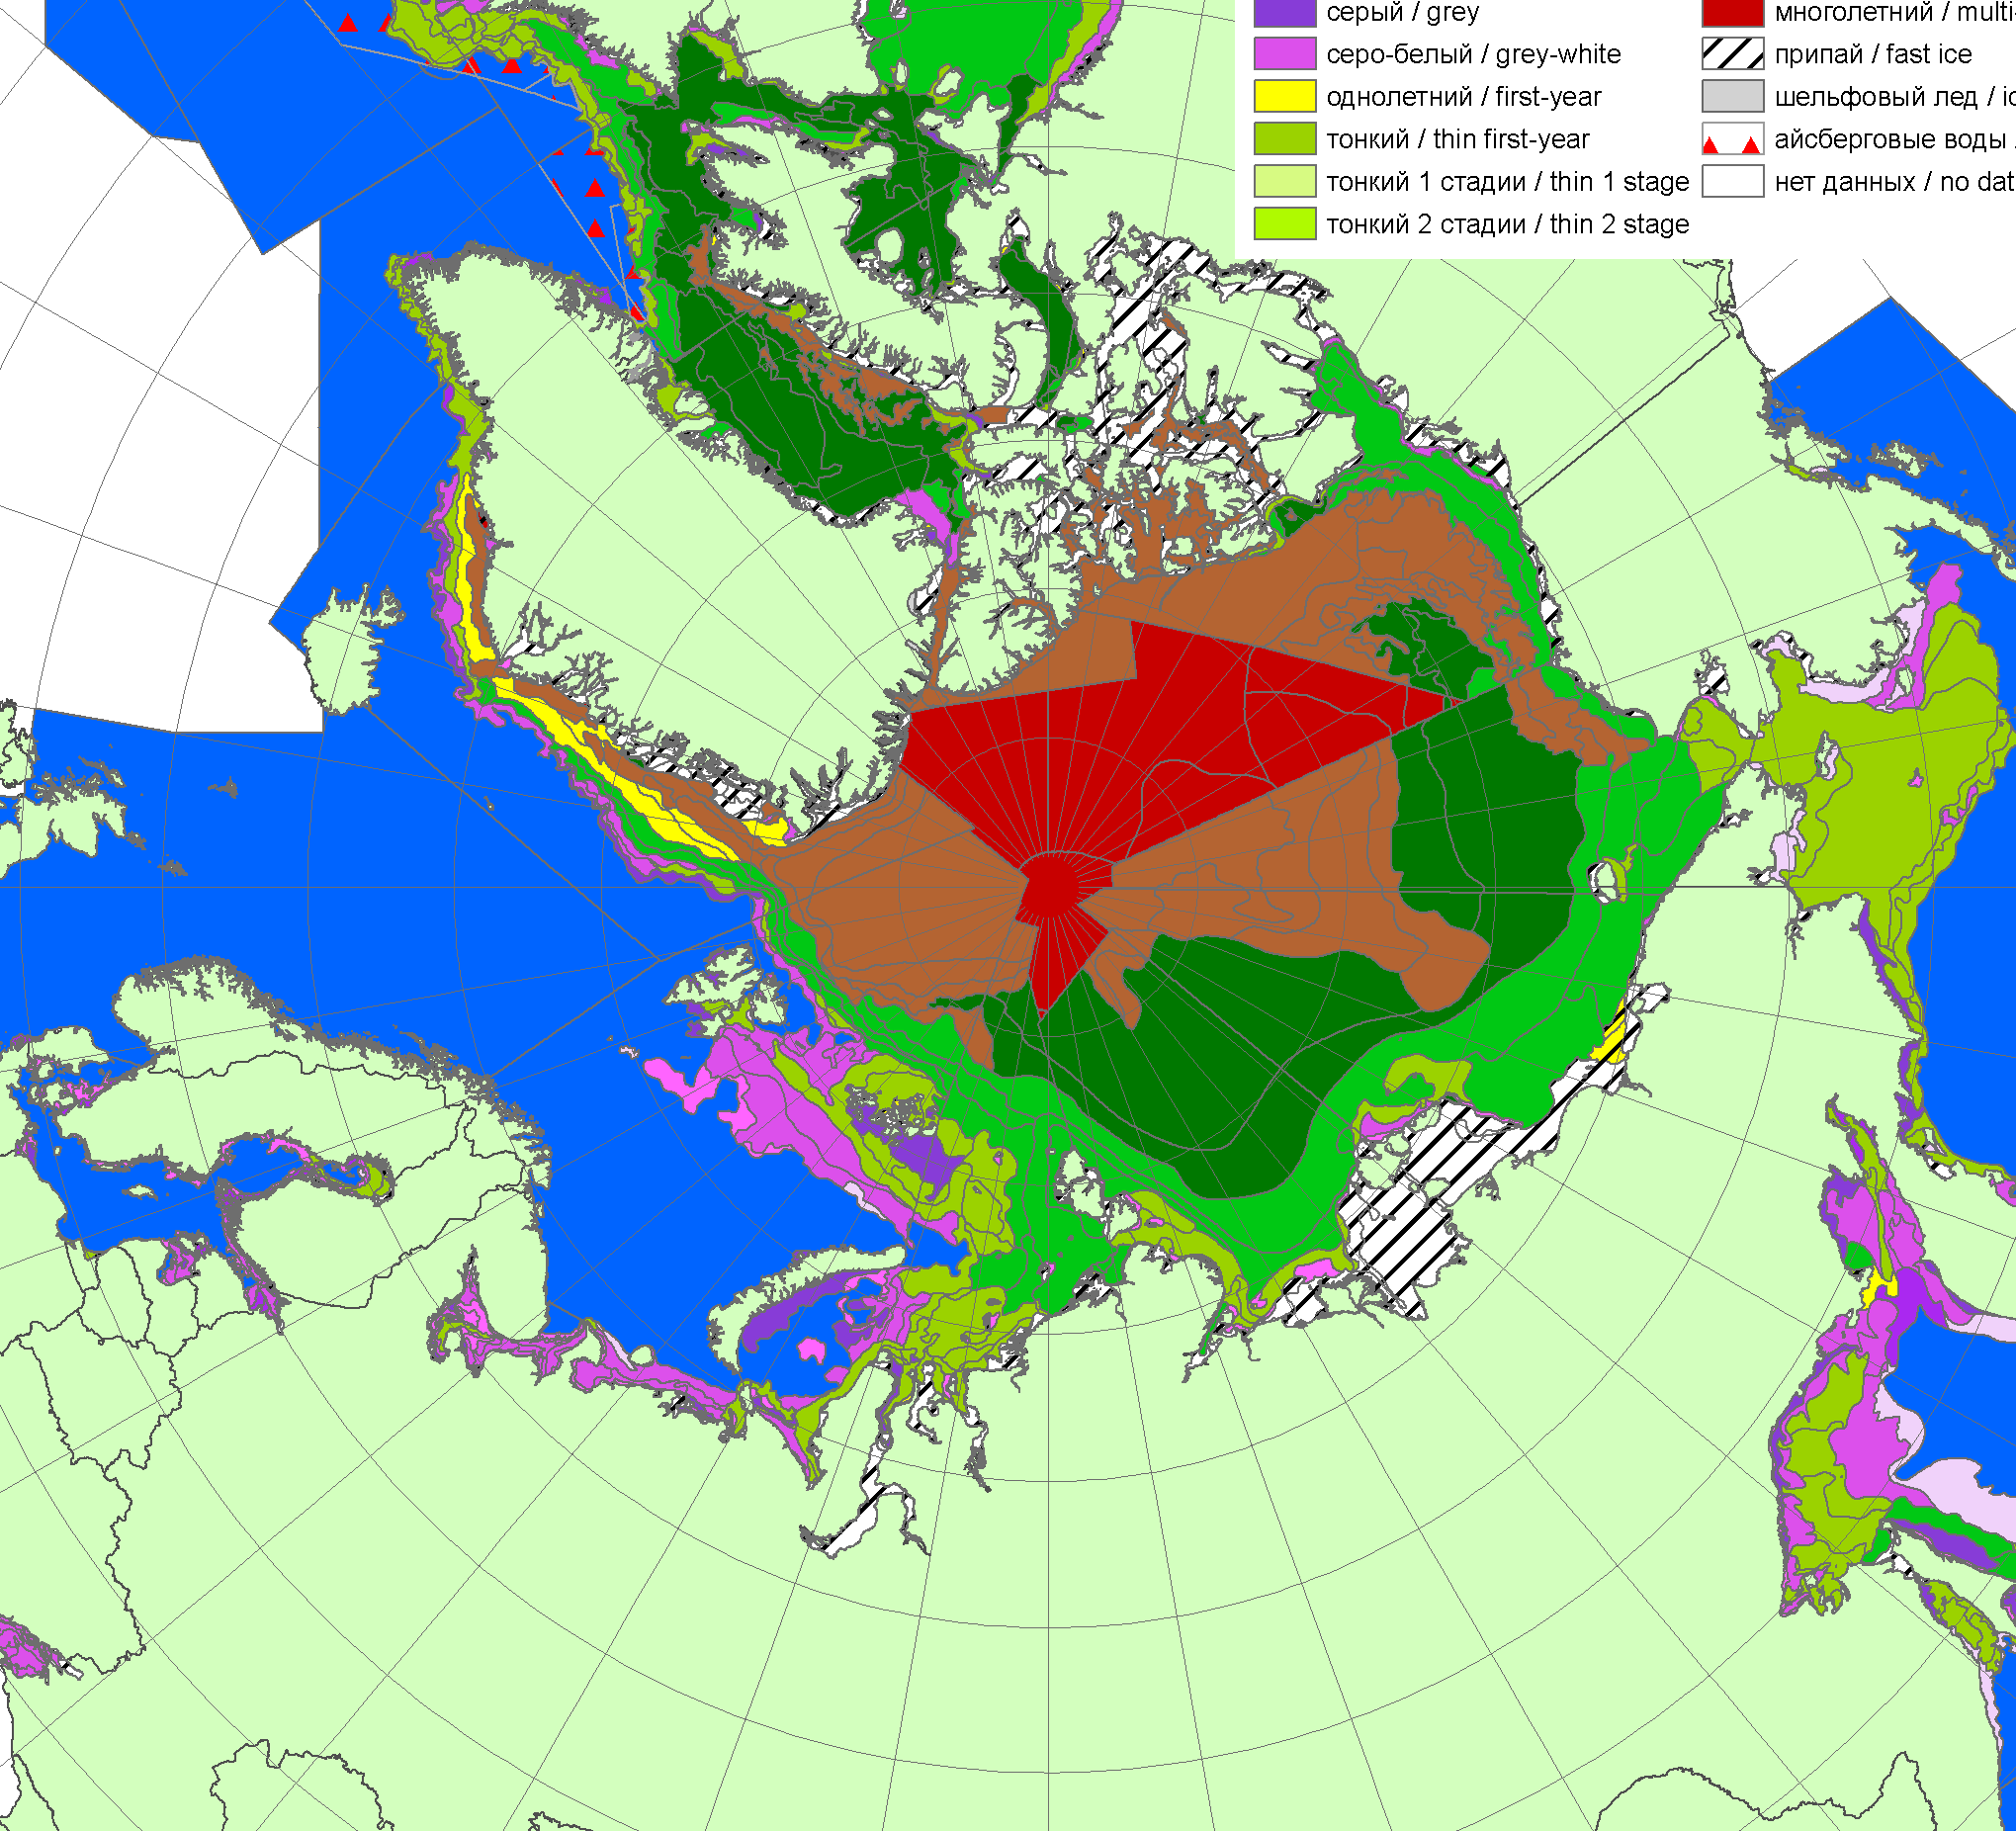 серый / grey
серо-белый / grey-white
однолетний / first-year
тонкий / thin first-year
тонкий 1 стадии / thin 1 stage
тонкий 2 стадии / thin 2 stage
многолетний / multi
припай / fast ice
шельфовый лед / ic
айсберговые воды
нет данных / no dat